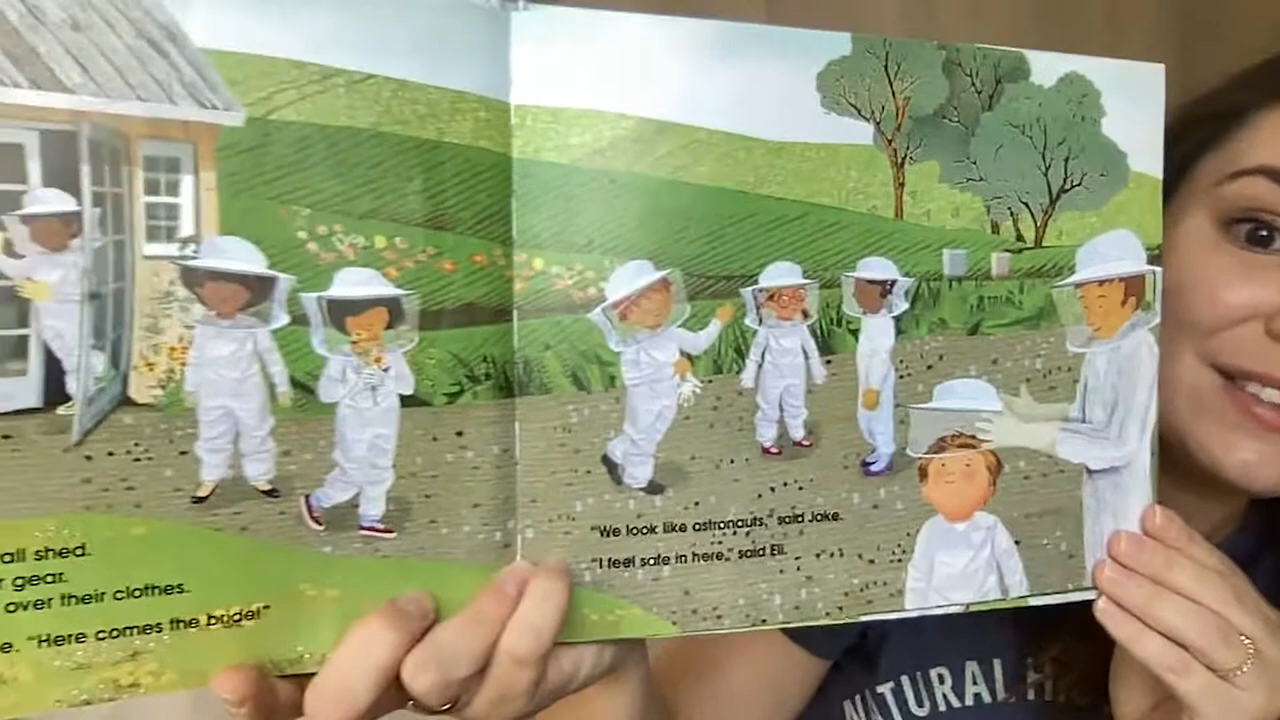 all shed.
r gear.
over their clothes.
e. "Here comes the bride!"
"We look like astronauts," said Jake.
"I feel safe in here," said Eli.
NATURAL